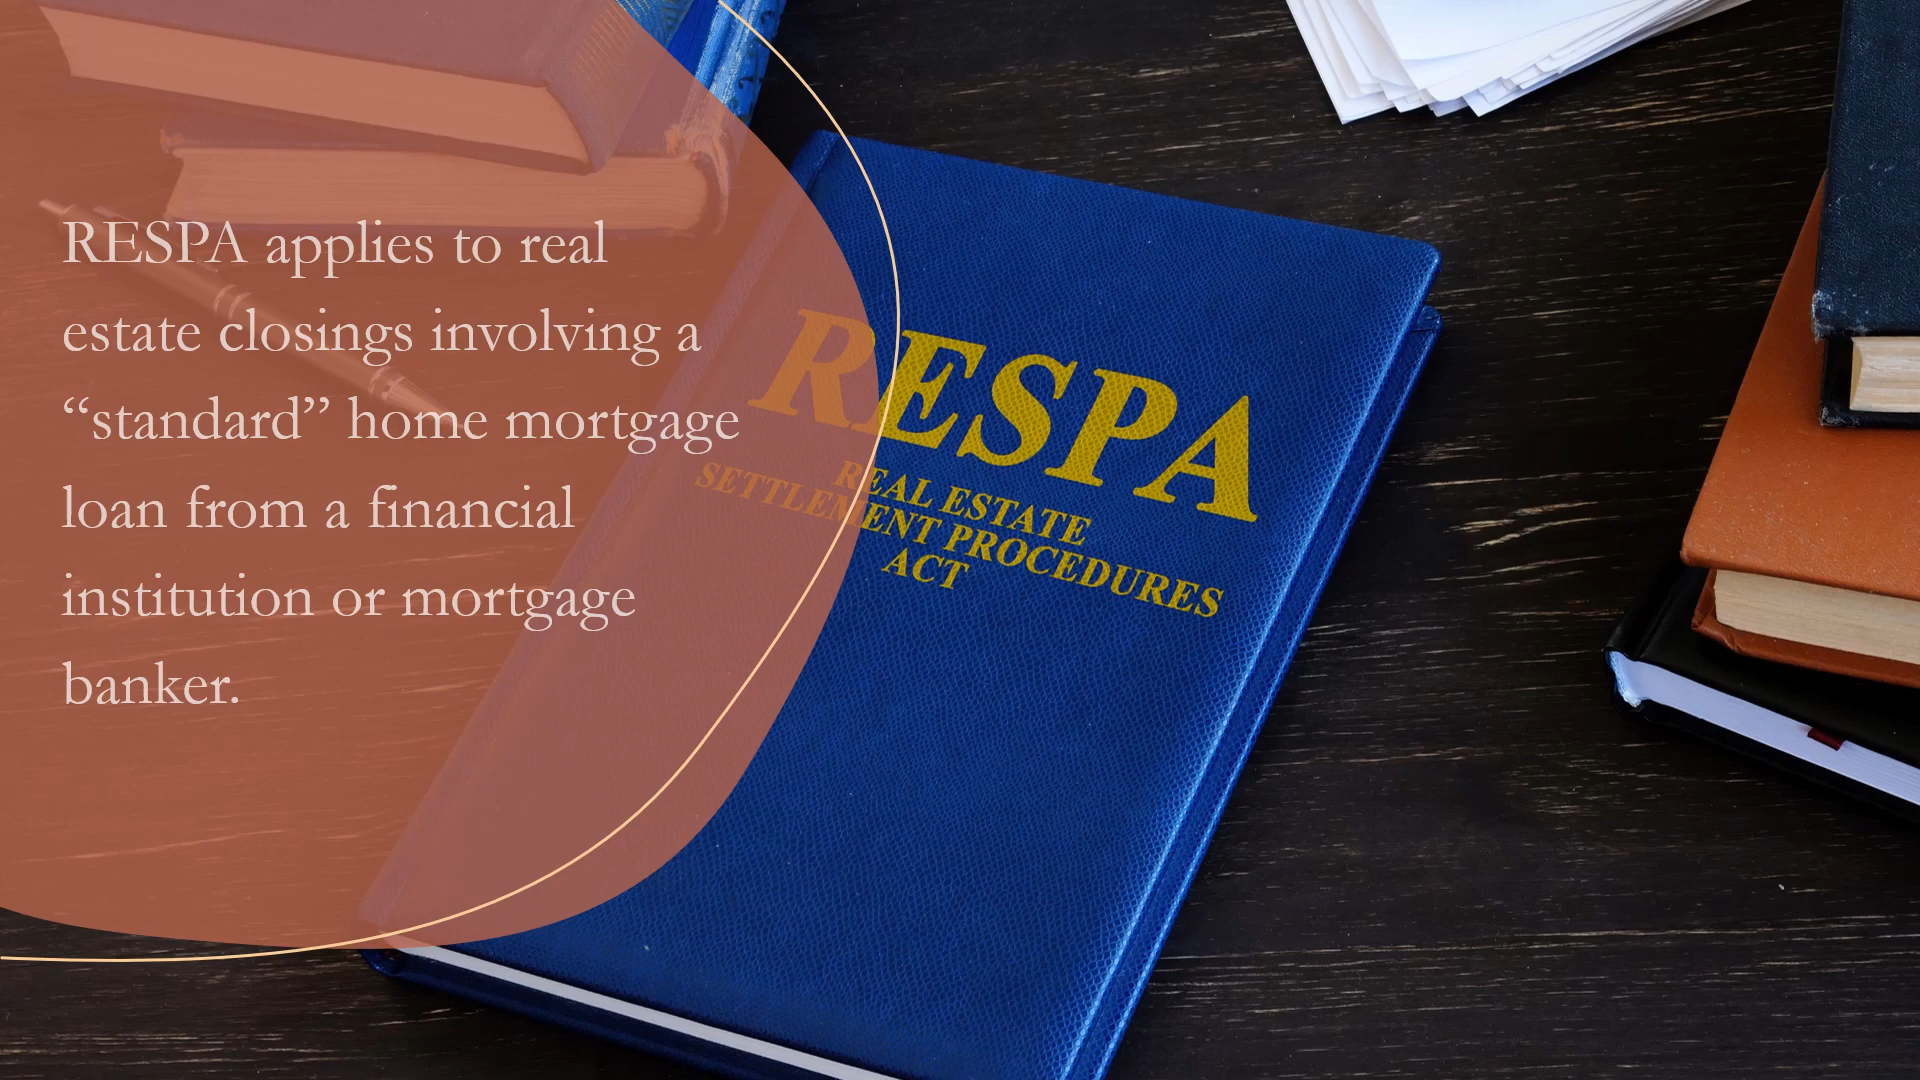 RESPA applies to real
estate closings involving a
“standard” home mortgage
loan from a financial
institution or mortgage
banker.
RESPA
REAL ESTATE
SETTLEMENT PROCEDURES
ACT